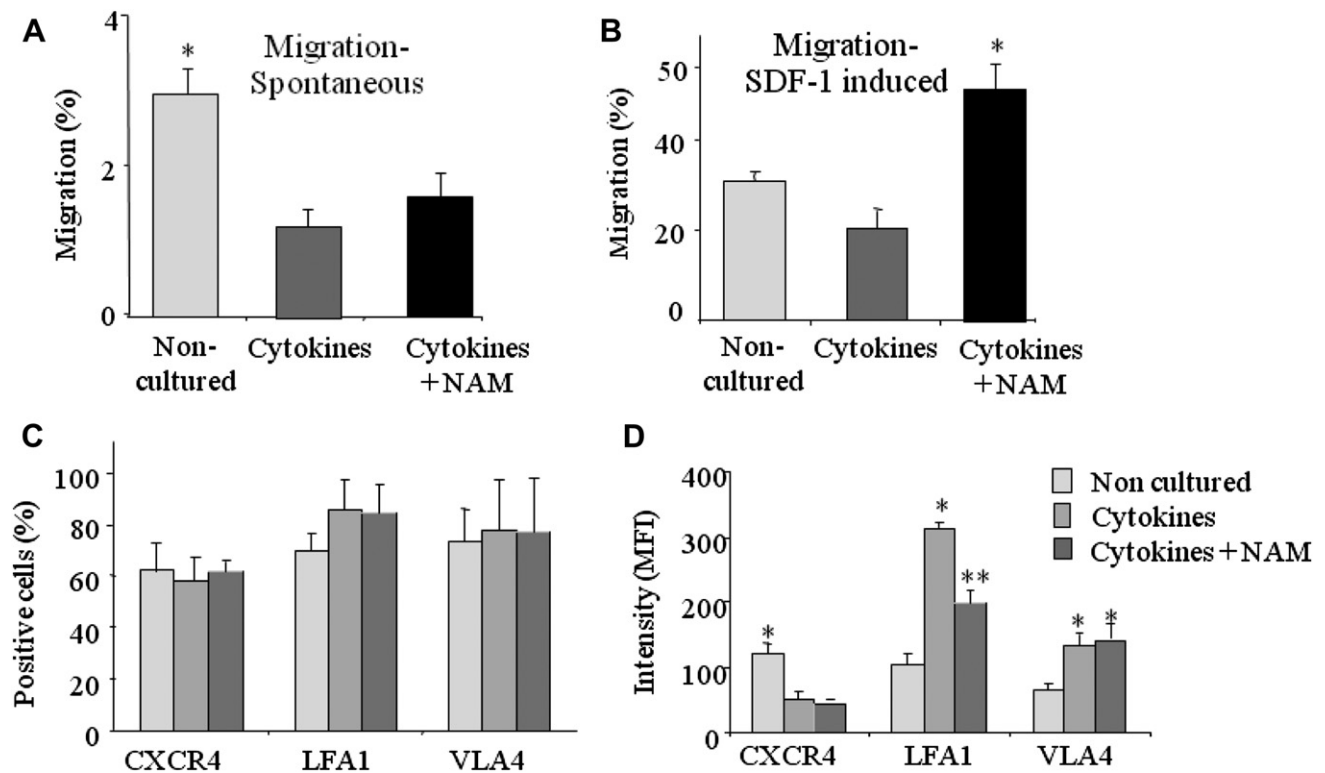 A
4
2
0
Migration (%)
*
Migration-
Spontaneous
Non-
cultured
Cytokines
Cytokines
+NAM
B
50
40
20
0
Migration (%)
Migration-
SDF-1 induced
*
Non-
cultured
Cytokines
Cytokines
+NAM
C
100
80
60
40
20
0
Positive cells (%)
CXCR4
LFA1
VLA4
D
400
300
200
100
0
Intensity (MFI)
*
*
**
*
*
CXCR4
LFA1
VLA4
Non cultured
Cytokines
Cytokines+NAM